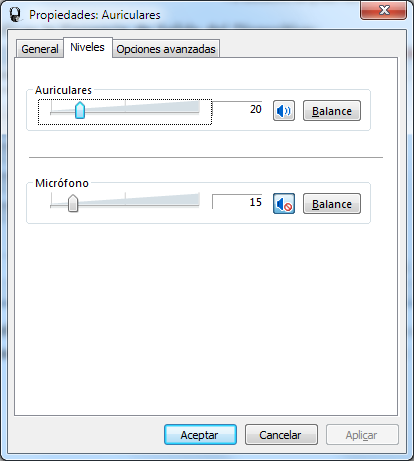 Propiedades: Auriculares
General Niveles Opciones avanzadas
Auriculares
20 Balance
Micrófono
15 Balance
Aceptar Cancelar Aplicar